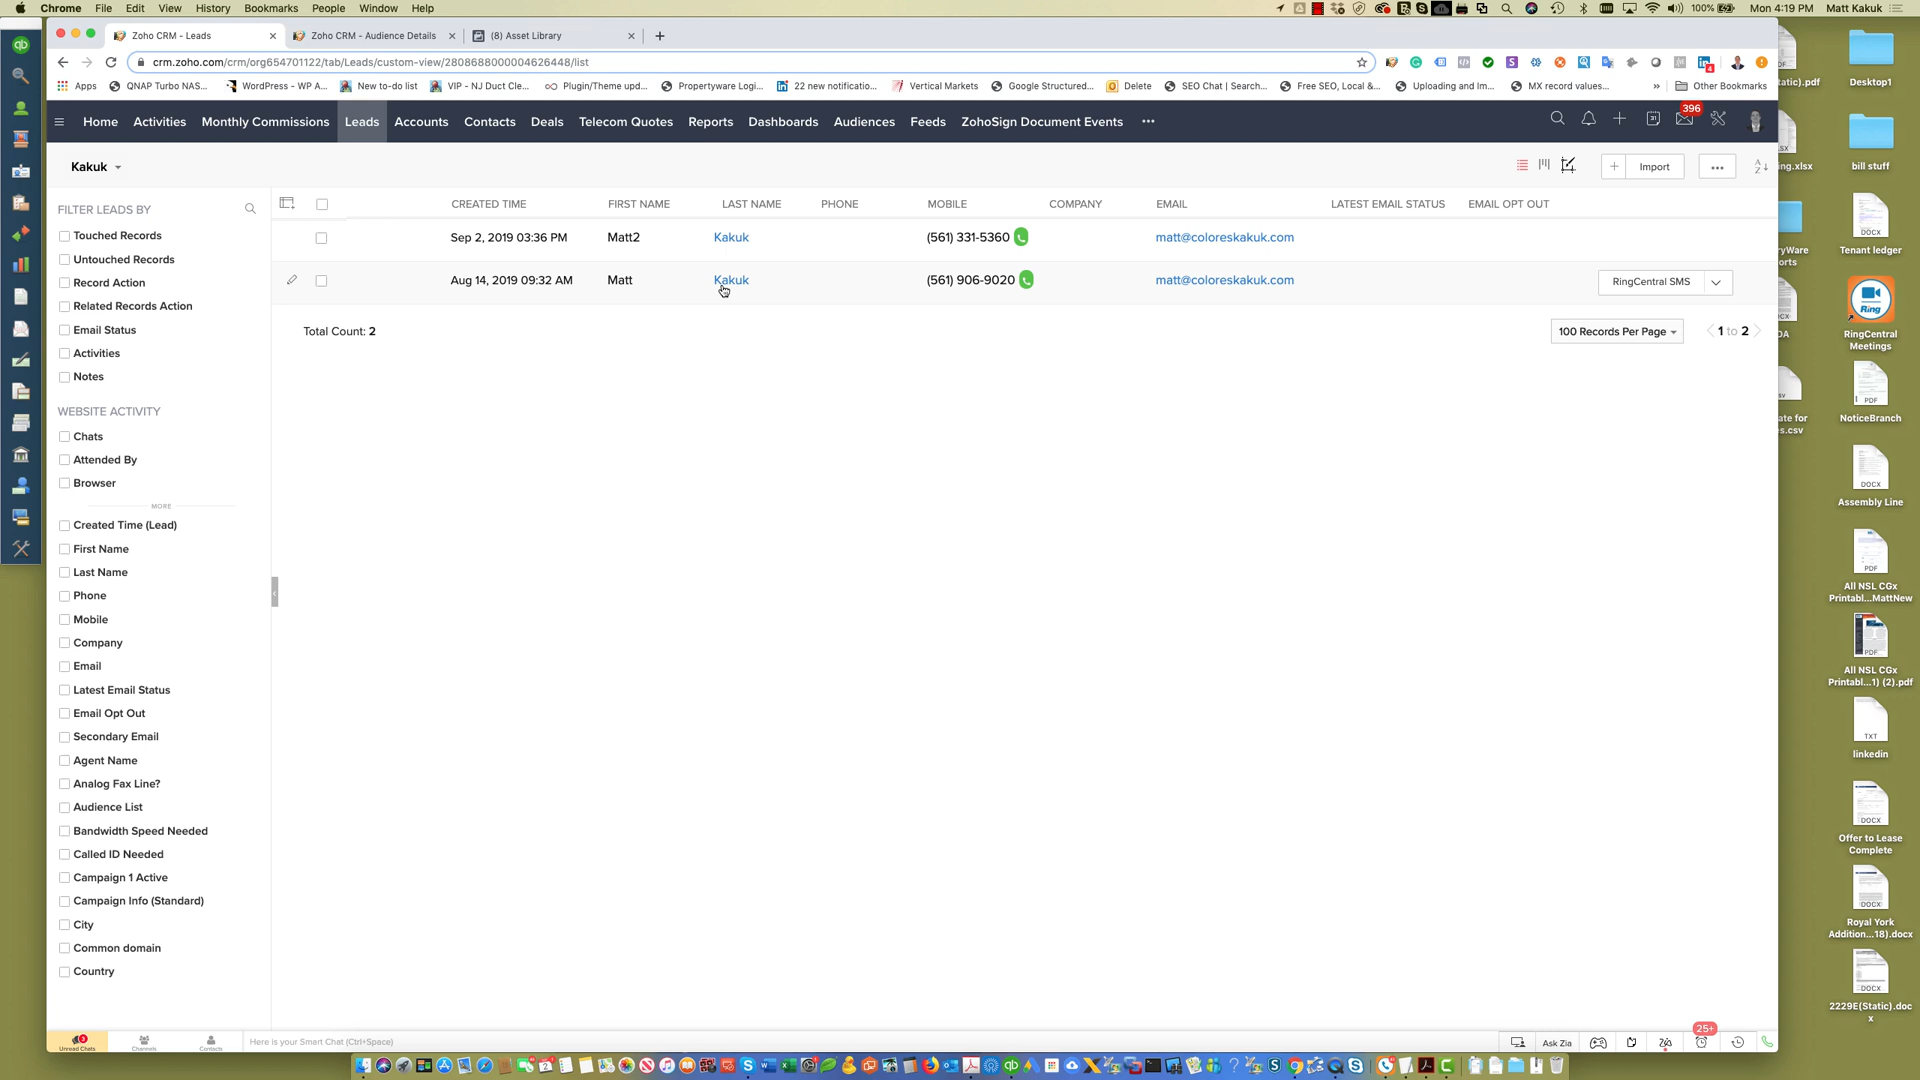 Chrome File Edit View History Bookmarks People Window Help
100% Mon 4:19 PM Matt Kakuk
Zoho CRM - Leads
Zoho CRM - Audience Details
(8) Asset Library
crm.zoho.com/crm/org654701122/tab/Leads/custom-view/2808688000004626448/list
Apps QNAP Turbo NAS... WordPress - WP A... New to-do list VIP - NJ Duct Cle... Plugin/Theme upd... Propertyware Logi... 22 new notificatio... Vertical Markets Google Structured... Delete SEO Chat | Search... Free SEO, Local &... Uploading and Im... MX record values... » Other Bookmarks
Home Activities Monthly Commissions Leads Accounts Contacts Deals Telecom Quotes Reports Dashboards Audiences Feeds ZohoSign Document Events
396
Kakuk
Import
FILTER LEADS BY
Touched Records
Untouched Records
Record Action
Related Records Action
Email Status
Activities
Notes
WEBSITE ACTIVITY
Chats
Attended By
Browser
MORE
Created Time (Lead)
First Name
Last Name
Phone
Mobile
Company
Email
Latest Email Status
Email Opt Out
Secondary Email
Agent Name
Analog Fax Line?
Audience List
Bandwidth Speed Needed
Called ID Needed
Campaign 1 Active
Campaign Info (Standard)
City
Common domain
Country
CREATED TIME FIRST NAME LAST NAME PHONE MOBILE COMPANY EMAIL LATEST EMAIL STATUS EMAIL OPT OUT
Sep 2, 2019 03:36 PM Matt2 Kakuk (561) 331-5360 matt@coloreskakuk.com
Aug 14, 2019 09:32 AM Matt Kakuk (561) 906-9020 matt@coloreskakuk.com RingCentral SMS
Total Count: 2
100 Records Per Page
1 to 2
Unread Chats
Channels
Contacts
Here is your Smart Chat (Ctrl+Space)
Ask Zia
25+
Desktop1
bill stuff
Tenant ledger
RingCentral
Meetings
NoticeBranch
Assembly Line
All NSL CGx
Printabl...MattNew
All NSL CGx
Printabl...1) (2).pdf
linkedin
Offer to Lease
Complete
Royal York
Addition...18).docx
2229E(Static).doc
x